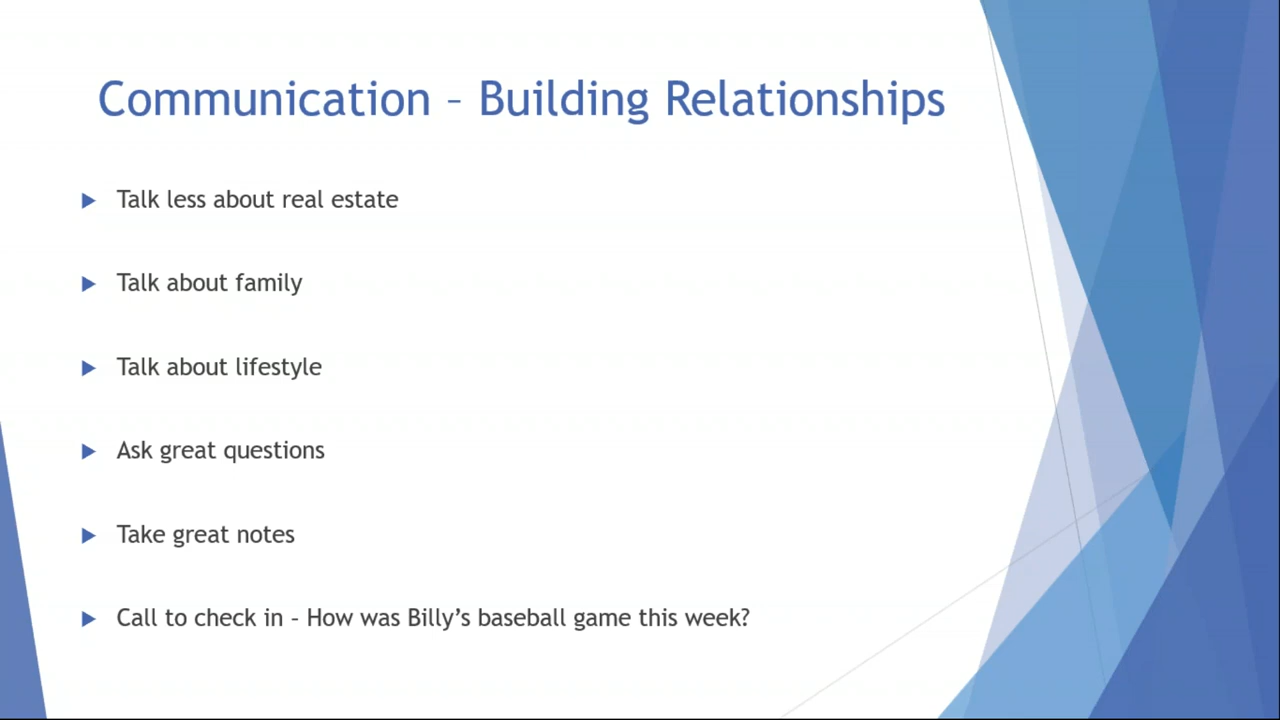 Communication – Building Relationships
Talk less about real estate
Talk about family
Talk about lifestyle
Ask great questions
Take great notes
Call to check in – How was Billy’s baseball game this week?